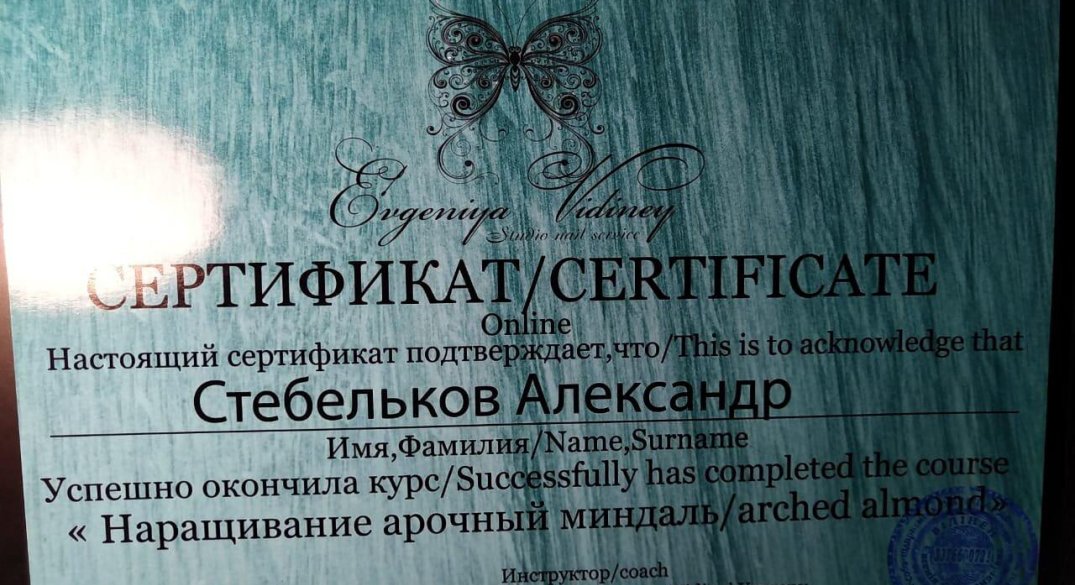 Evgeniya Vidiney
Studio nail service
СЕРТИФИКАТ/CERTIFICATE
Online
Настоящий сертификат подтверждает,что/This is to acknowledge that
Стебельков Александр
Имя,Фамилия/Name,Surname
Успешно окончила курс/Successfully has completed the course
« Наращивание арочный миндаль/arched almond»
Инструктор/coach